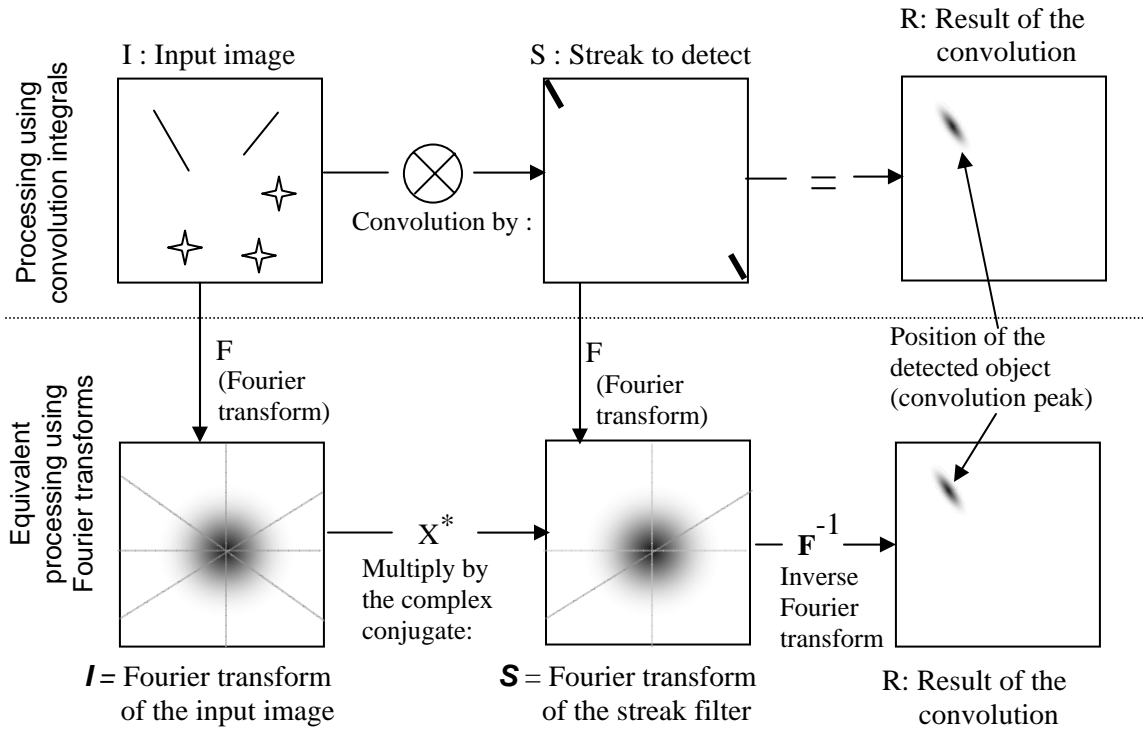 Processing using
convolution integrals
I : Input image
Convolution by :
S : Streak to detect
=
R: Result of the
convolution
F
(Fourier
transform)
F
(Fourier
transform)
Position of the
detected object
(convolution peak)
Equivalent
processing using
Fourier transforms
X*
Multiply by
the complex
conjugate:
F-1
Inverse
Fourier
transform
I = Fourier transform
of the input image
S = Fourier transform
of the streak filter
R: Result of the
convolution